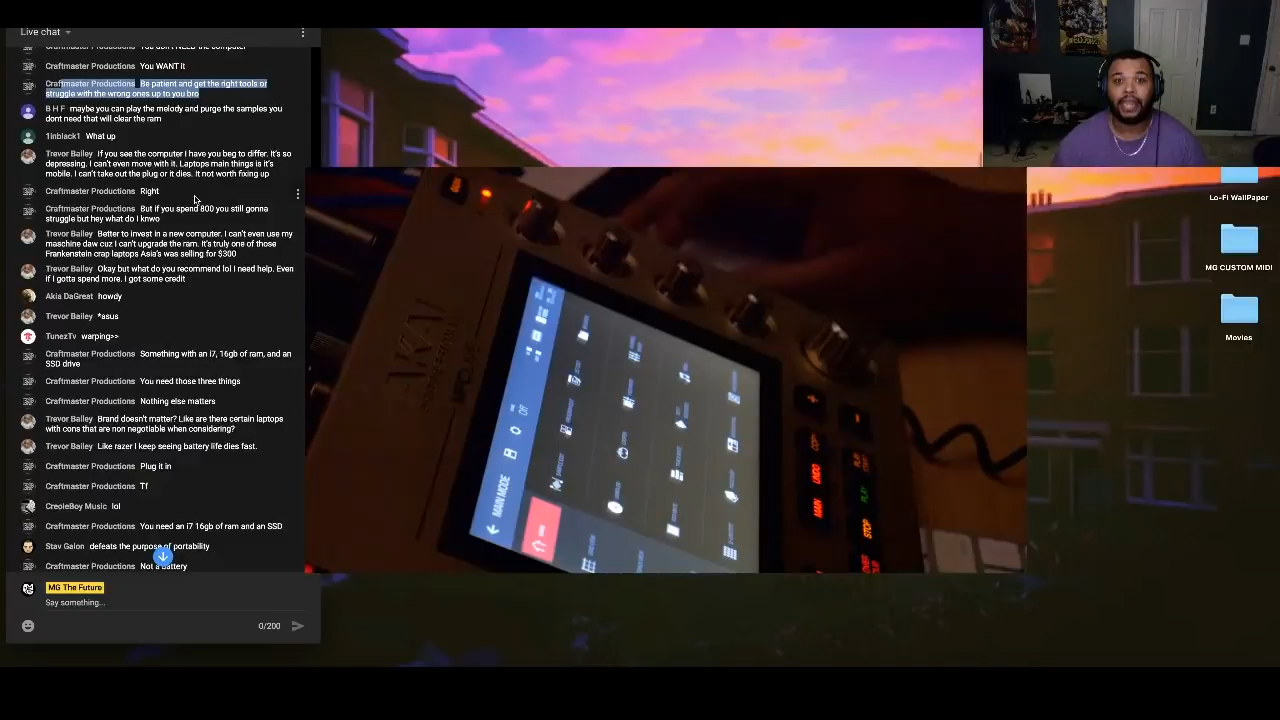 Live chat
Craftmaster Productions You don't NEED the computer
Craftmaster Productions YOU WANT it
Craftmaster Productions Be patient and get the right tools or
struggle with the wrong ones up to you bro
B H F maybe you can play the melody and purge the samples you
dont need that will clear the ram
1inblack1 What up
Trevor Bailey If you see the computer I have you beg to differ. It's so
depressing. I can't even move with it. Laptops main things is it's
mobile. I can't take out the plug or it dies. It not worth fixing up
Craftmaster Productions Right
Craftmaster Productions But if you spend 800 you still gonna
struggle but hey what do I knwo
Trevor Bailey Better to invest in a new computer. I can't even use my
maschine daw cuz I can't upgrade the ram. It's truly one of those
Frankenstein crap laptops Asia's was selling for $300
Trevor Bailey Okay but what do you recommend lol I need help. Even
if I gotta spend more. I got some credit
Akia DaGreat howdy
Trevor Bailey *asus
TunezTv warping>>
Craftmaster Productions Something with an i7, 16gb of ram, and an
SSD drive
Craftmaster Productions You need those three things
Craftmaster Productions Nothing else matters
Trevor Bailey Brand doesn't matter? Like are there certain laptops
with cons that are non negotiable when considering?
Trevor Bailey Like razer I keep seeing battery life dies fast.
Craftmaster Productions Plug it in
Craftmaster Productions Tf
CreoleBoy Music lol
Craftmaster Productions You need an i7 16gb of ram and an SSD
Stav Galon defeats the purpose of portability
Craftmaster Productions Not a battery
MG The Future
Say something...
0/200
AKAI
MAIN MODE
MAIN
UNDO
COPY
STOP
PLAY
Lo-Fi WallPaper
MG CUSTOM MIDI
Movies